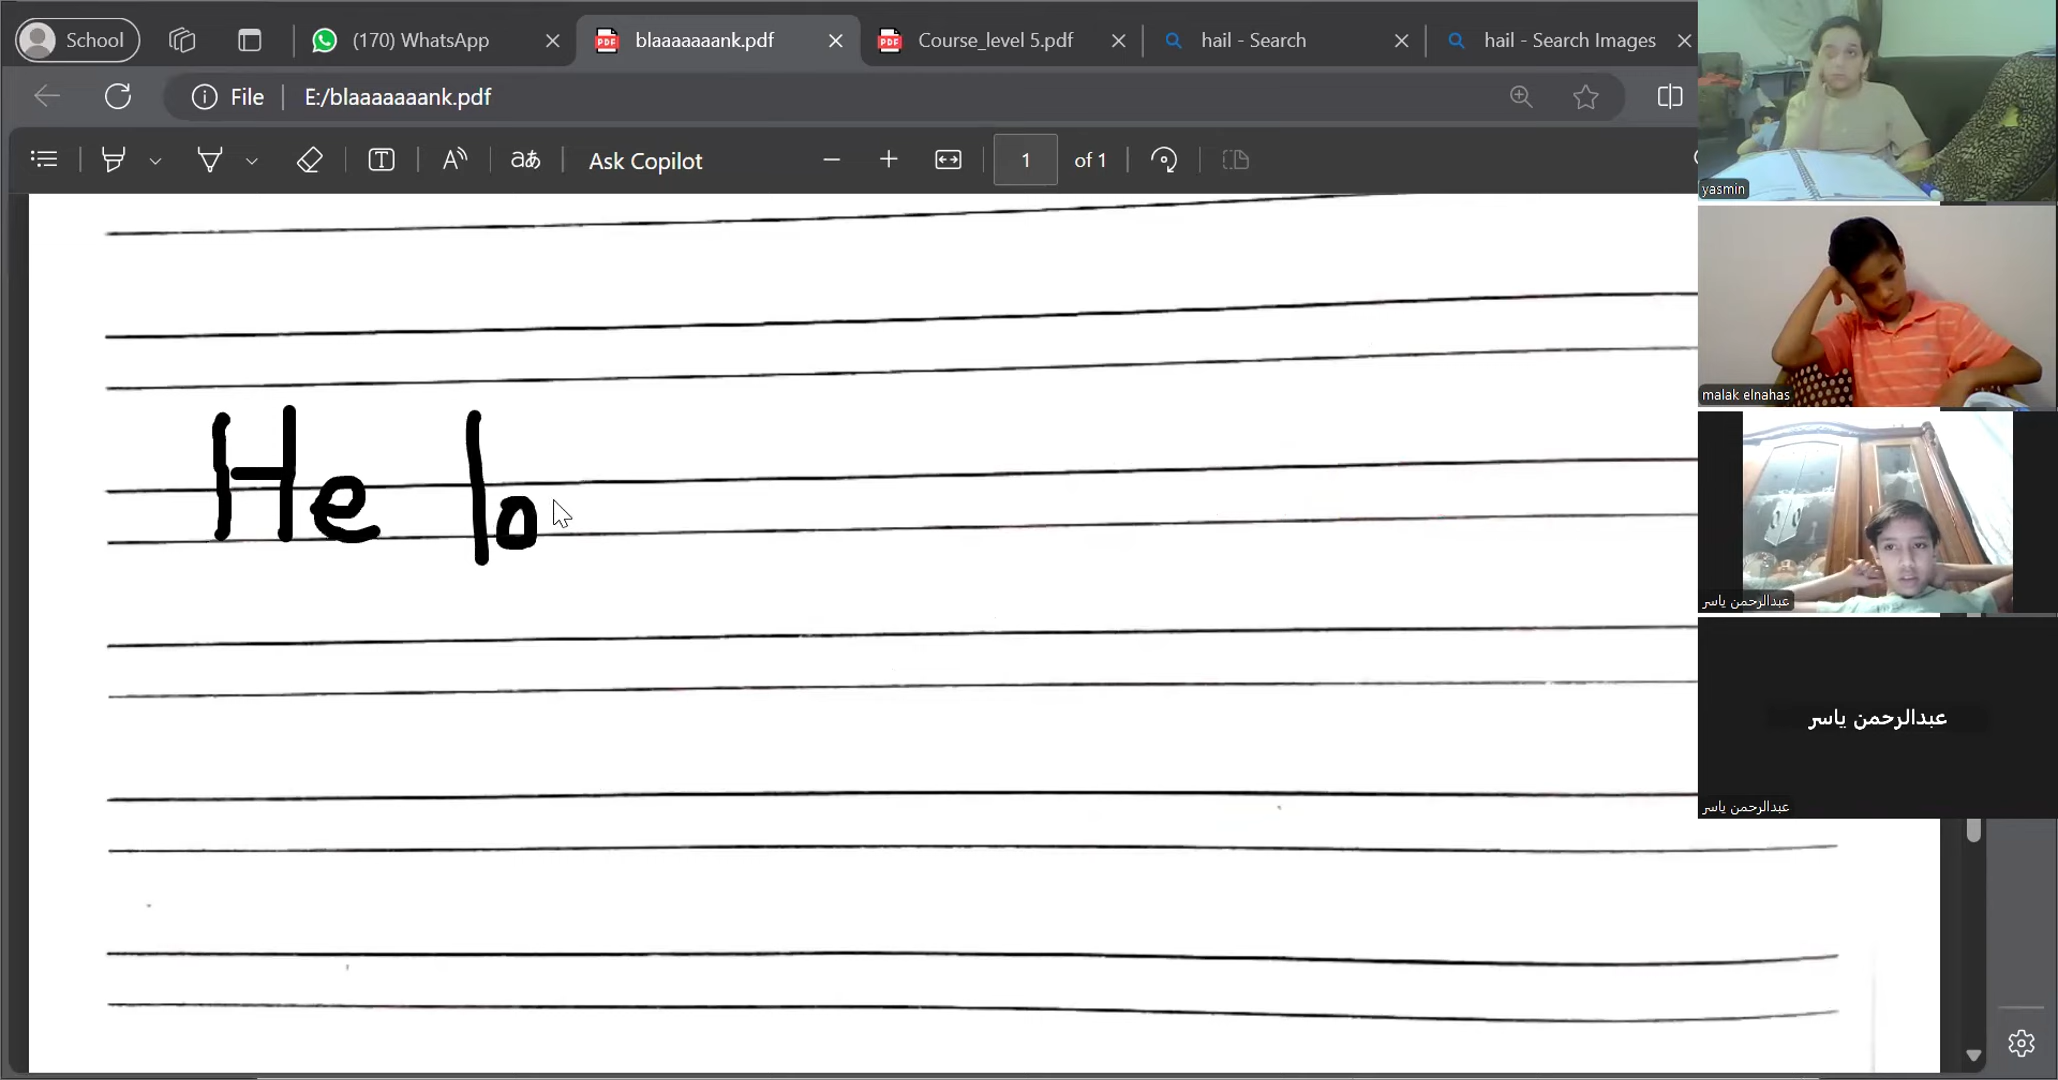 School
(170) WhatsApp
blaaaaaaank.pdf
Course_level 5.pdf
hail - Search
hail - Search Images
File
E:/blaaaaaaank.pdf
Ask Copilot
1 of 1
He lo
yasmin
malak elnahas
عبدالرحمن ياسر
عبدالرحمن ياسر
عبدالرحمن ياسر